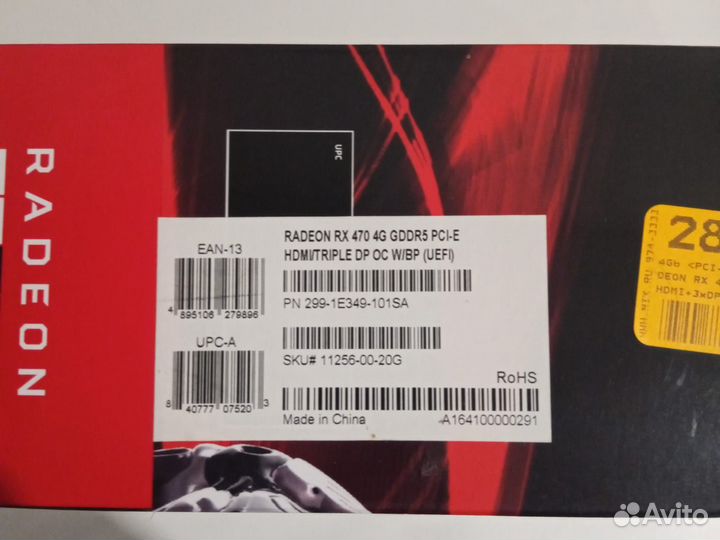 RADEON
UPC
EAN-13
4 895106 279896
UPC-A
8 40777 07520 3
RADEON RX 470 4G GDDR5 PCI-E
HDMI/TRIPLE DP OC W/BP (UEFI)
PN 299-1E349-101SA
SKU# 11256-00-20G
RoHS
Made in China
A164100000291
28
4Gb <PCI-
DEON RX 4
HDMI+3xDP
Avito